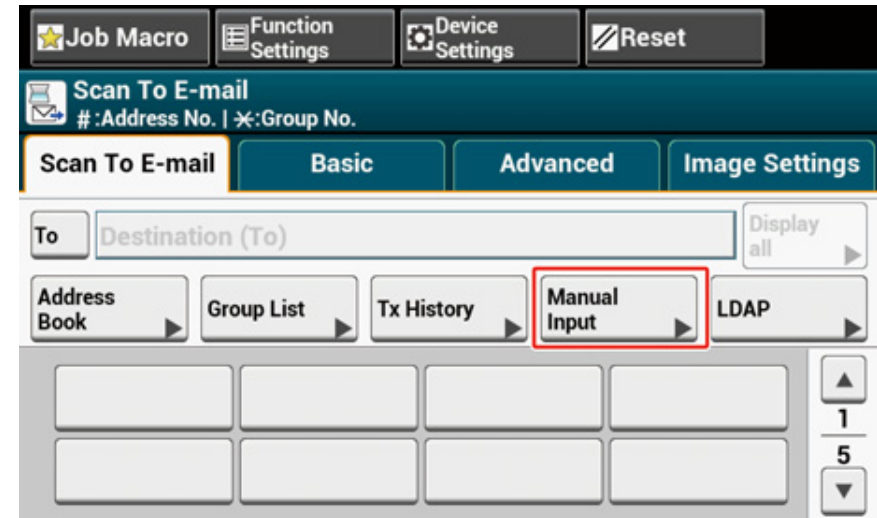 Job Macro
Function
Settings
Device
Settings
Reset
Scan To E-mail
# :Address No. | ⚹:Group No.
Scan To E-mail
Basic
Advanced
Image Settings
To
Destination (To)
Display
all
Address
Book
Group List
Tx History
Manual
Input
LDAP
1
5